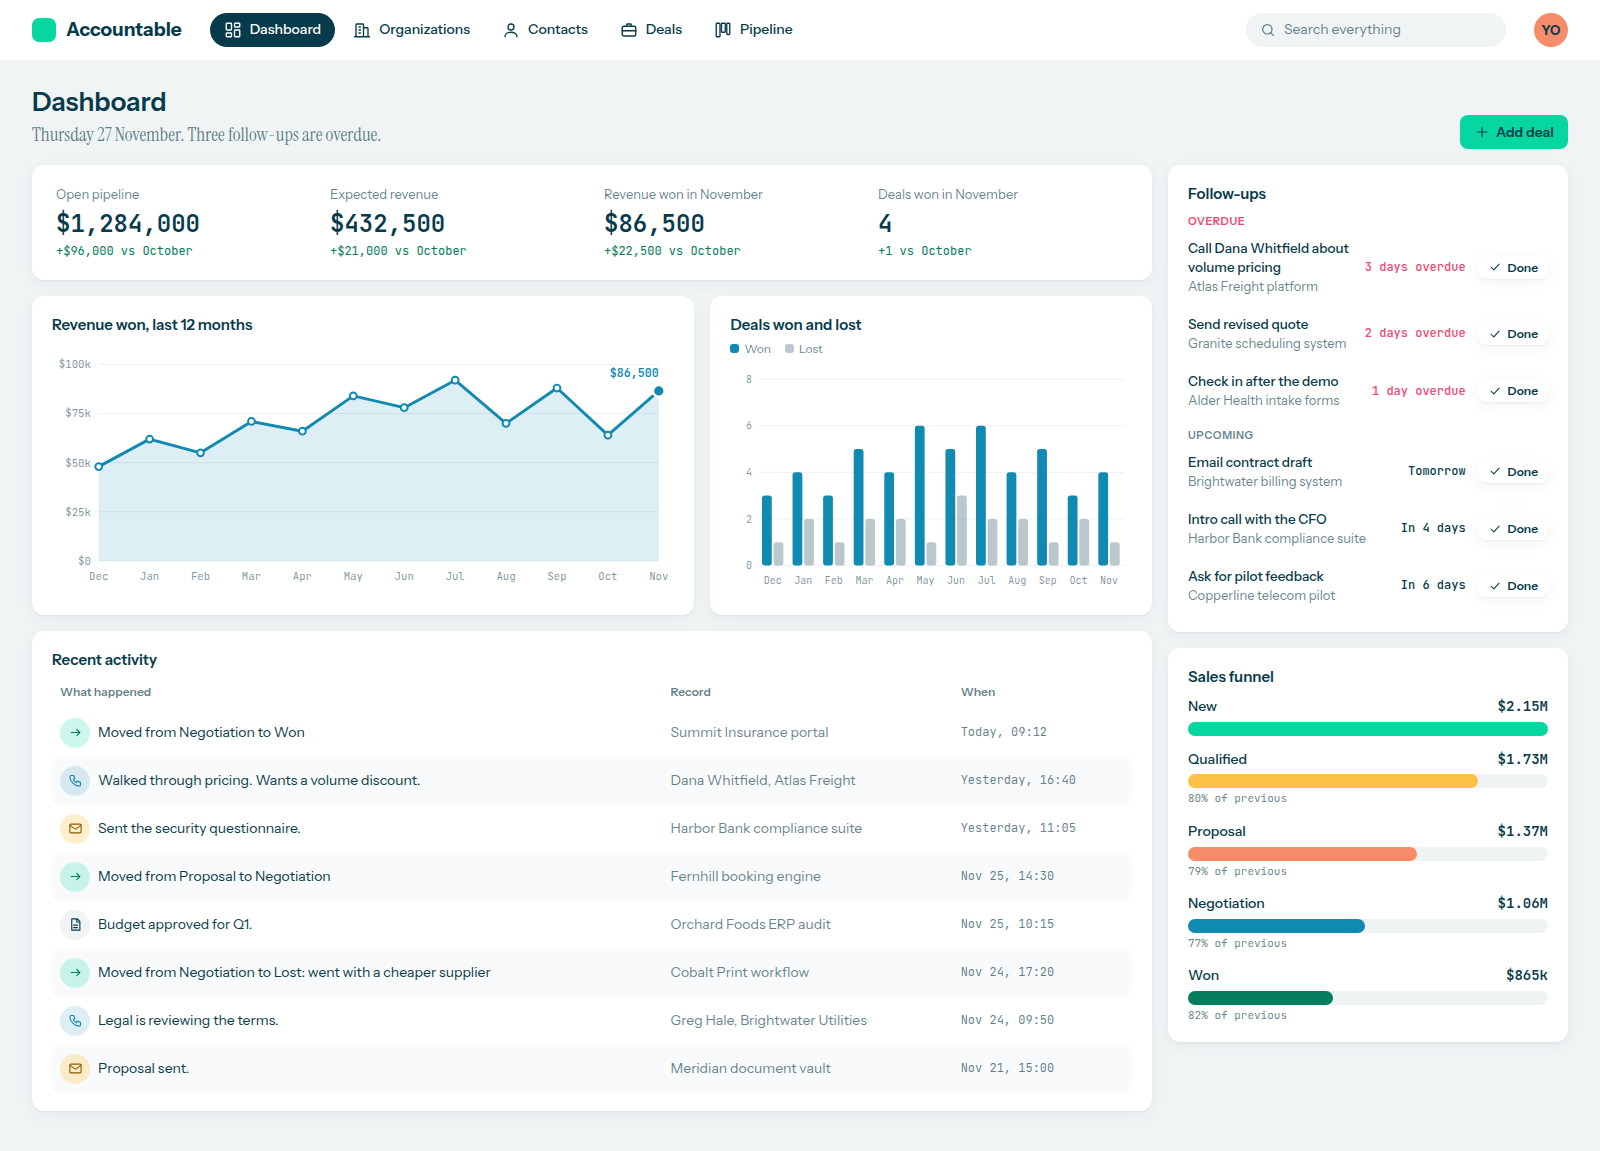 Accountable
Dashboard
Organizations
Contacts
Deals
Pipeline
Search everything
YO
Dashboard
Thursday 27 November. Three follow-ups are overdue.
Add deal
Open pipeline
$1,284,000
+$96,000 vs October
Expected revenue
$432,500
+$21,000 vs October
Revenue won in November
$86,500
+$22,500 vs October
Deals won in November
4
+1 vs October
Revenue won, last 12 months
$100k
$75k
$50k
$25k
$0
$86,500
Dec Jan Feb Mar Apr May Jun Jul Aug Sep Oct Nov
Deals won and lost
Won Lost
8
6
4
2
0
Dec Jan Feb Mar Apr May Jun Jul Aug Sep Oct Nov
Recent activity
What happened Record When
Moved from Negotiation to Won Summit Insurance portal Today, 09:12
Walked through pricing. Wants a volume discount. Dana Whitfield, Atlas Freight Yesterday, 16:40
Sent the security questionnaire. Harbor Bank compliance suite Yesterday, 11:05
Moved from Proposal to Negotiation Fernhill booking engine Nov 25, 14:30
Budget approved for Q1. Orchard Foods ERP audit Nov 25, 10:15
Moved from Negotiation to Lost: went with a cheaper supplier Cobalt Print workflow Nov 24, 17:20
Legal is reviewing the terms. Greg Hale, Brightwater Utilities Nov 24, 09:50
Proposal sent. Meridian document vault Nov 21, 15:00
Follow-ups
OVERDUE
Call Dana Whitfield about
volume pricing
Atlas Freight platform
3 days overdue
Done
Send revised quote
Granite scheduling system
2 days overdue
Done
Check in after the demo
Alder Health intake forms
1 day overdue
Done
UPCOMING
Email contract draft
Brightwater billing system
Tomorrow
Done
Intro call with the CFO
Harbor Bank compliance suite
In 4 days
Done
Ask for pilot feedback
Copperline telecom pilot
In 6 days
Done
Sales funnel
New $2.15M
Qualified $1.73M
80% of previous
Proposal $1.37M
79% of previous
Negotiation $1.06M
77% of previous
Won $865k
82% of previous